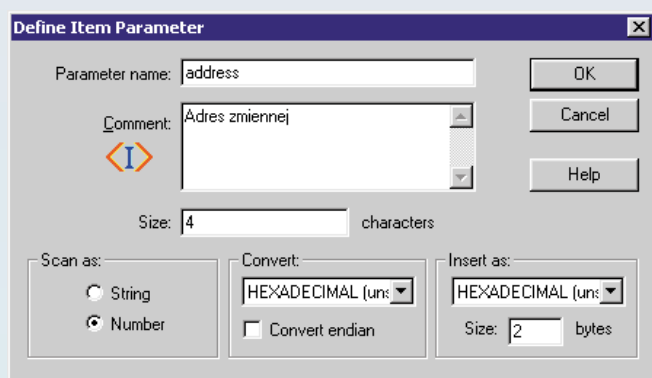 Define Item Parameter
Parameter name: address OK
Comment: Adres zmiennej Cancel
<I>
Help
Size: 4 characters
Scan as: Convert: Insert as:
String HEXADECIMAL (uns HEXADECIMAL (uns
Number Convert endian Size: 2 bytes